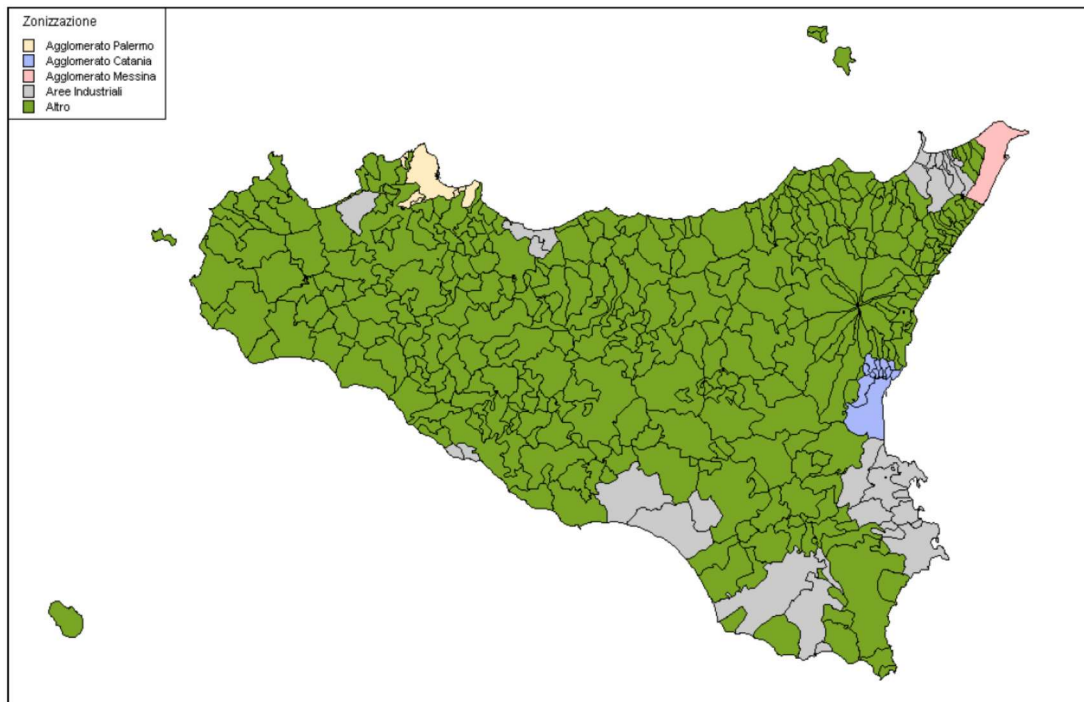 Zonizzazione
Agglomerato Palermo
Agglomerato Catania
Agglomerato Messina
Aree Industriali
Altro